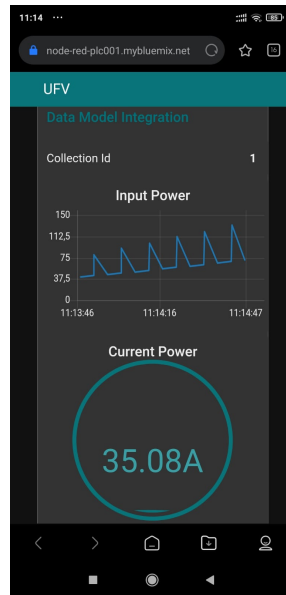 11:14 ...
85
node-red-plc001.mybluemix.net
16
UFV
Data Model Integration
Collection Id 1
Input Power
150
112,5
75
37,5
0
11:13:46 11:14:16 11:14:47
Current Power
35.08A